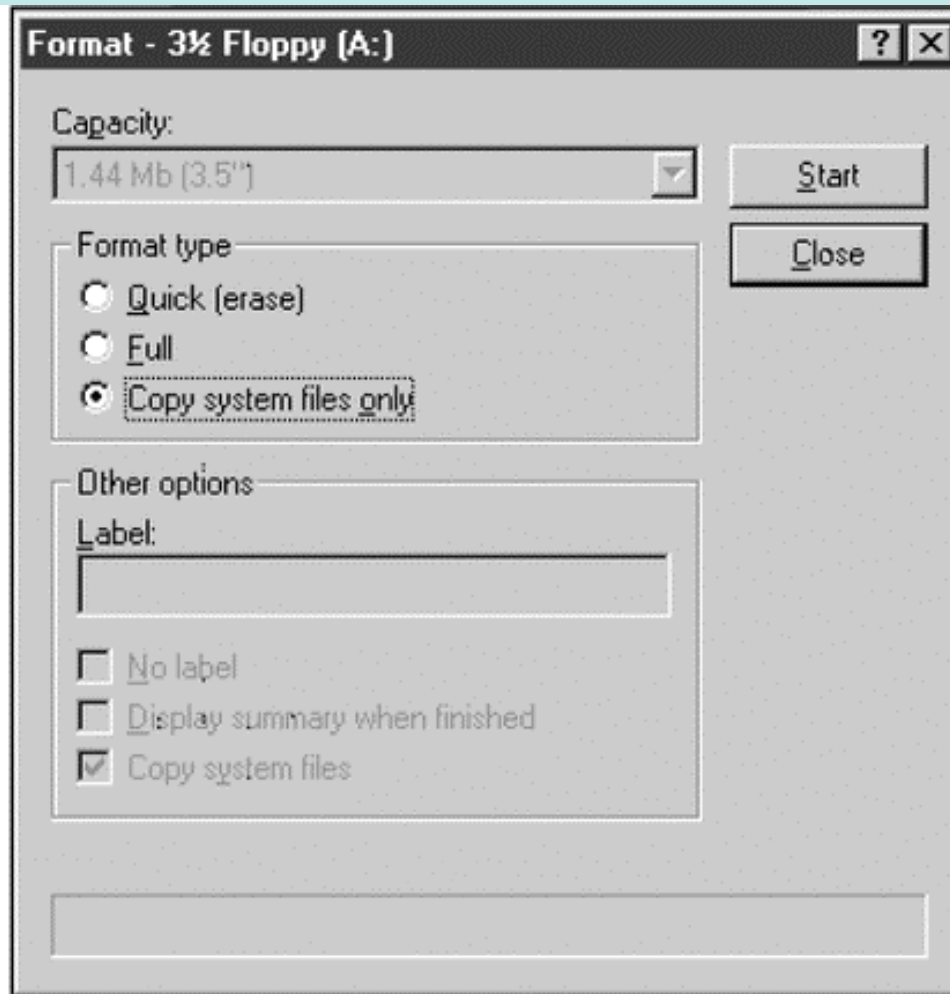 Format - 3½ Floppy (A:)
Capacity:
1.44 Mb (3.5")
Start
Close
Format type
Quick (erase)
Full
Copy system files only
Other options
Label:
No label
Display summary when finished
Copy system files